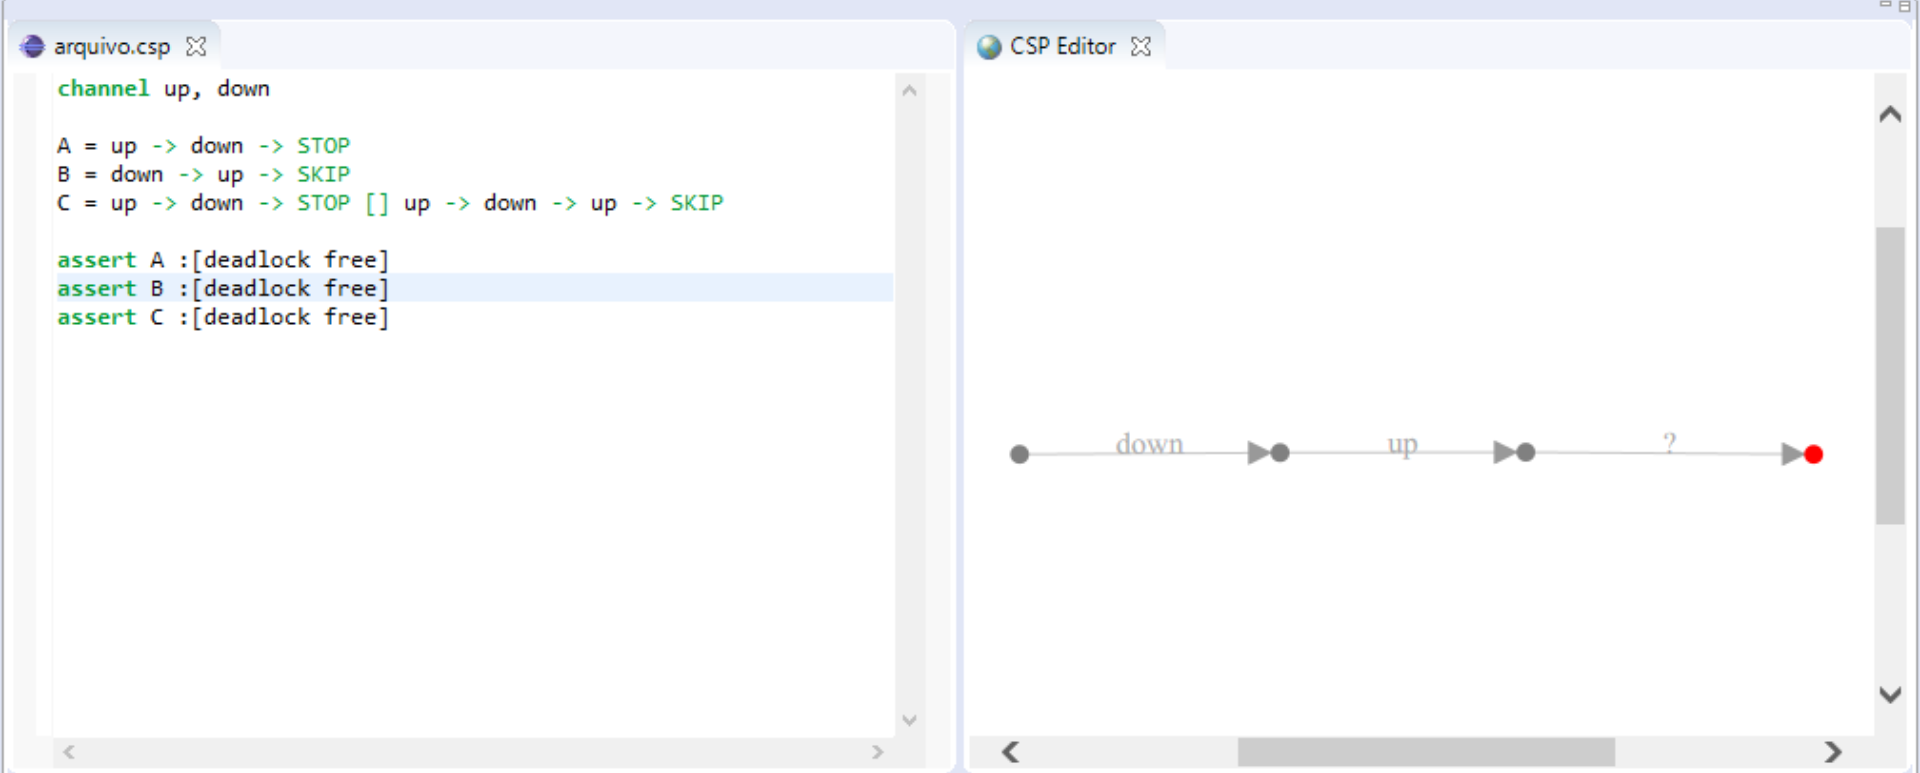 arquivo.csp
channel up, down
A = up -> down -> STOP
B = down -> up -> SKIP
C = up -> down -> STOP [] up -> down -> up -> SKIP
assert A :[deadlock free]
assert B :[deadlock free]
assert C :[deadlock free]
CSP Editor
down up ?